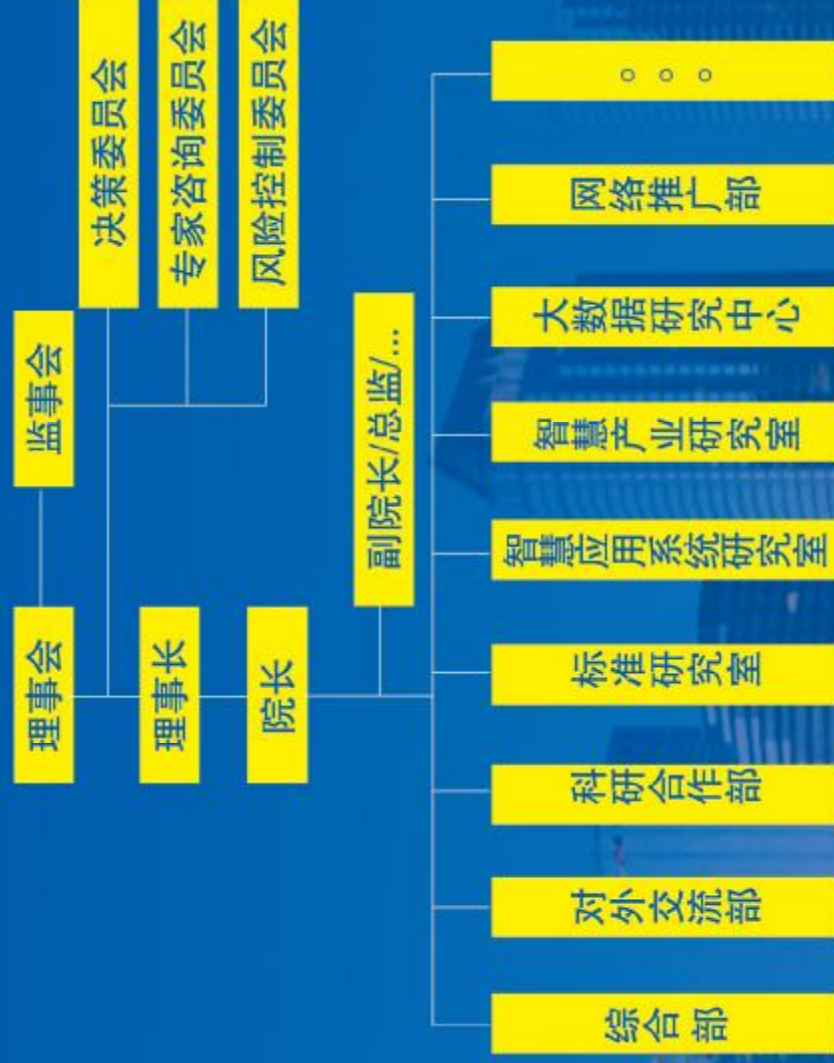 理事会
监事会
决策委员会
专家咨询委员会
风险控制委员会
理事长
院长
副院长/总监/...
综合部
对外交流部
科研合作部
标准研究室
智慧应用系统研究室
智慧产业研究室
大数据研究中心
网络推广部
。。。